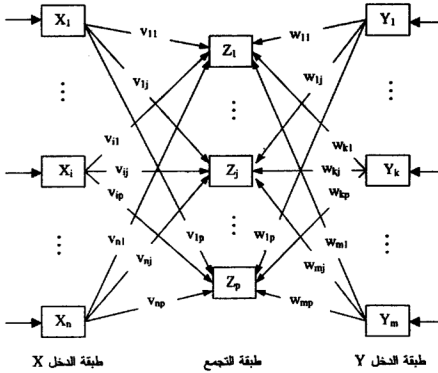 X₁ v₁₁ Z₁ w₁₁ Y₁
v₁ⱼ w₁ⱼ
vᵢ₁ wₖ₁
Xᵢ vᵢⱼ Zⱼ wₖⱼ Yₖ
vᵢₚ wₖₚ
vₙ₁ v₁ₚ w₁ₚ wₘ₁
vₙⱼ wₘⱼ
Zₚ
Xₙ vₙₚ wₘₚ Yₘ
طبقة الدخل X طبقة التجمع طبقة الدخل Y